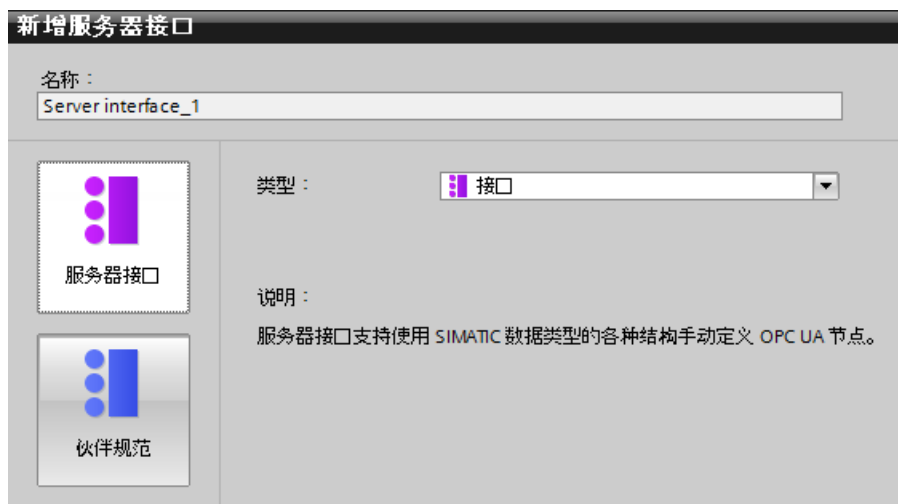 新增服务器接口
名称：
Server interface_1
服务器接口
类型：
接口
说明：
服务器接口支持使用 SIMATIC 数据类型的各种结构手动定义 OPC UA 节点。
伙伴规范